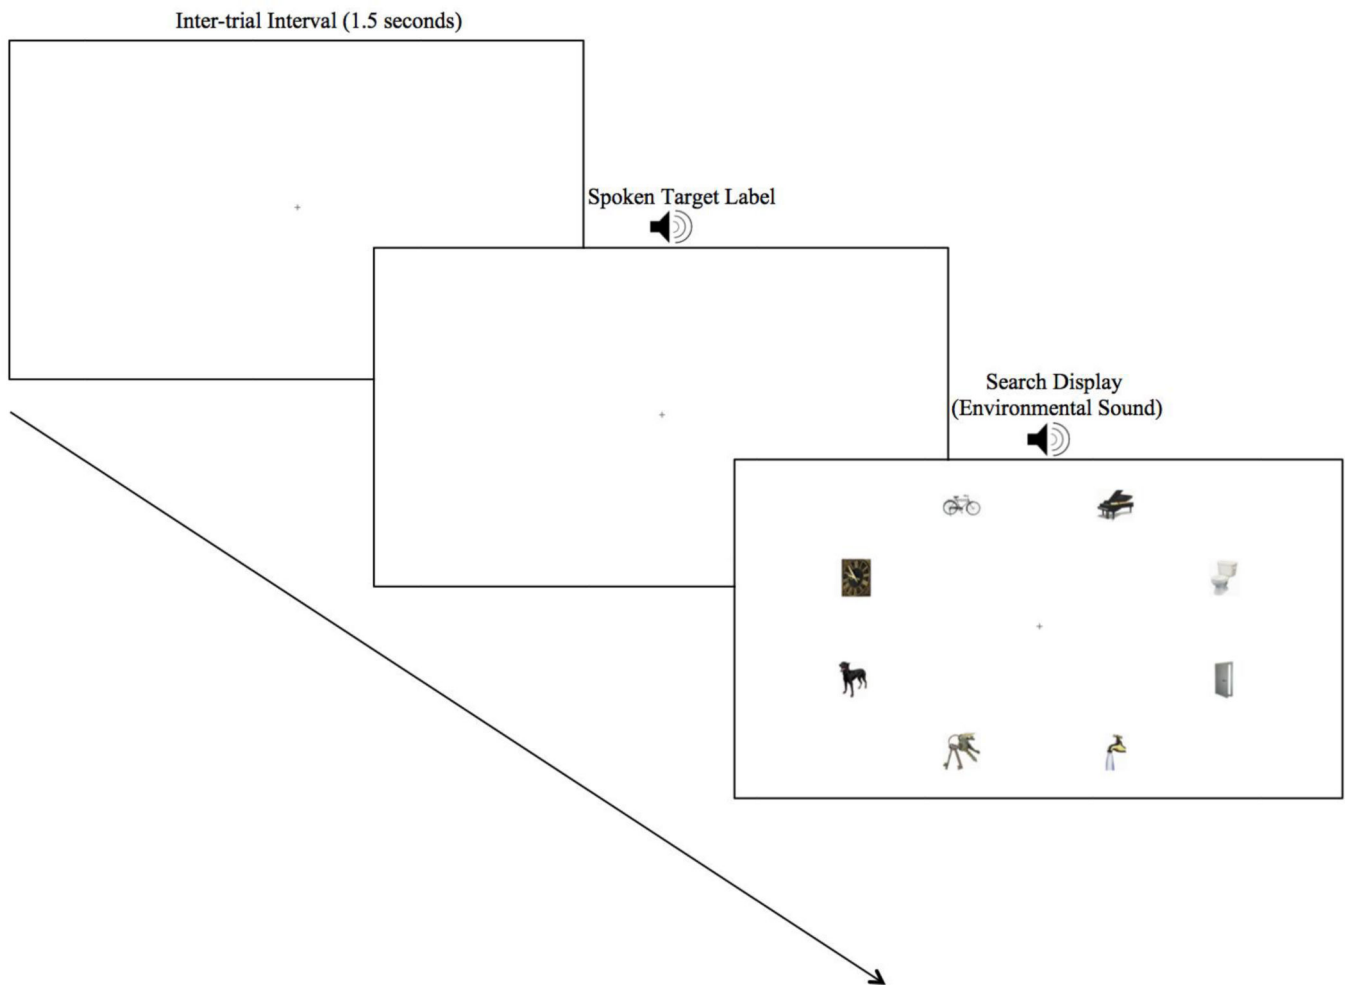 Inter-trial Interval (1.5 seconds)
Spoken Target Label
Search Display
(Environmental Sound)